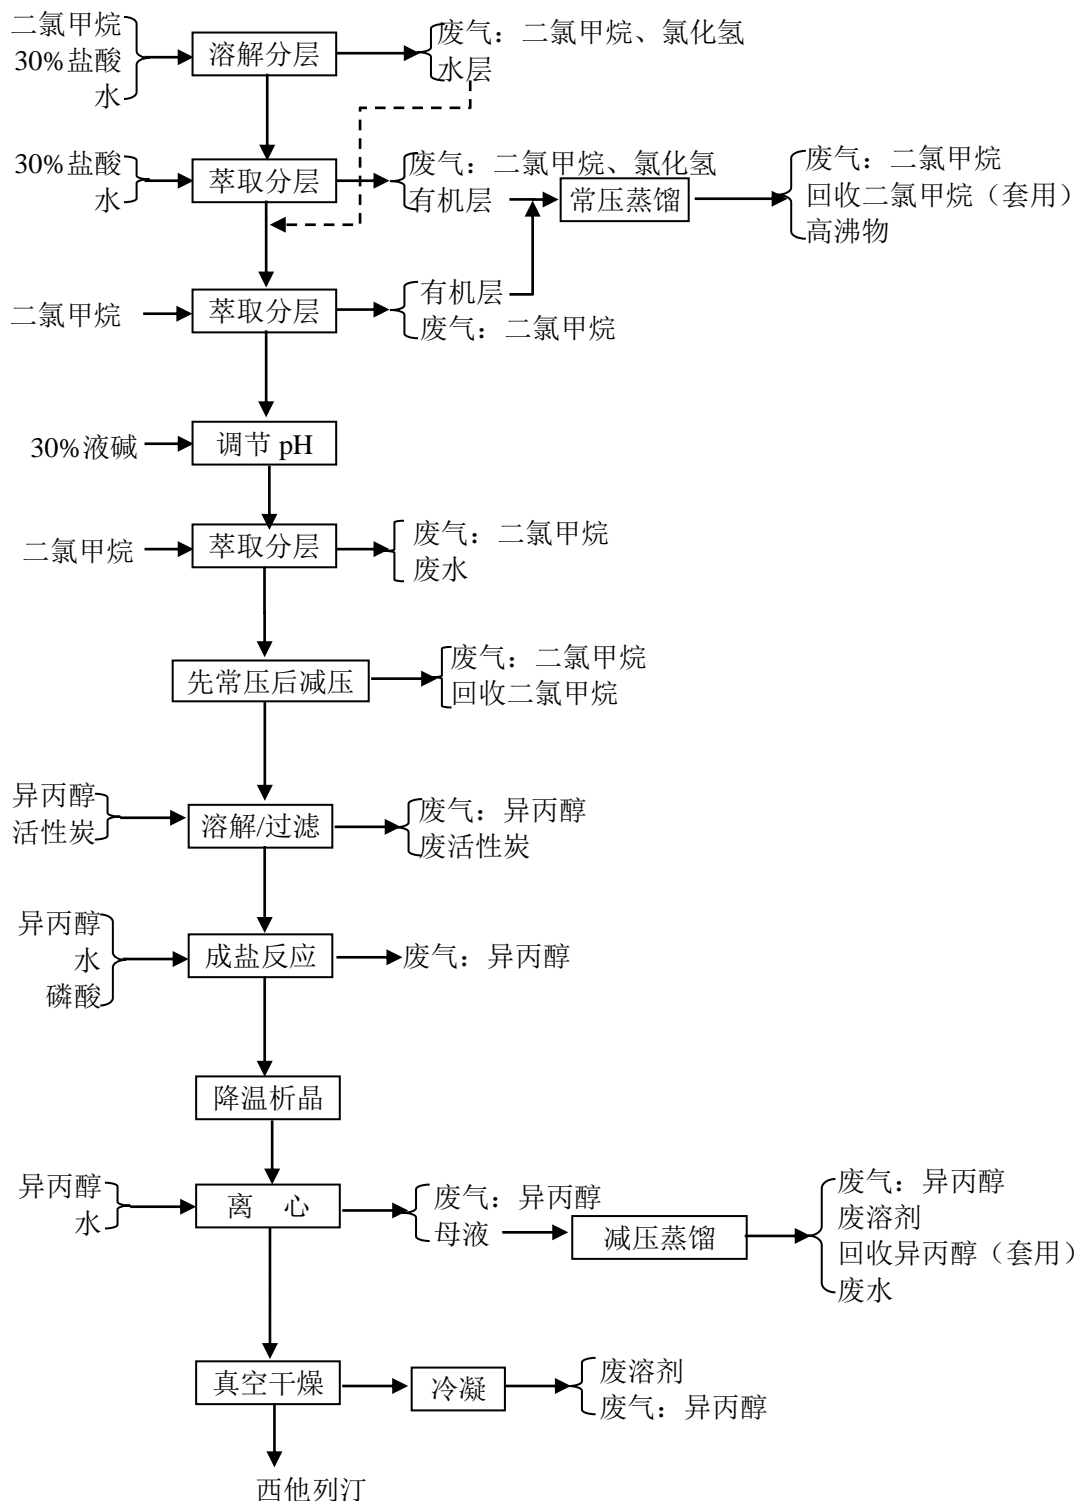 二氯甲烷
30%盐酸
水
溶解分层
废气：二氯甲烷、氯化氢
水层
30%盐酸
水
萃取分层
废气：二氯甲烷、氯化氢
有机层
常压蒸馏
废气：二氯甲烷
回收二氯甲烷（套用）
高沸物
二氯甲烷
萃取分层
有机层
废气：二氯甲烷
30%液碱
调节 pH
二氯甲烷
萃取分层
废气：二氯甲烷
废水
先常压后减压
废气：二氯甲烷
回收二氯甲烷
异丙醇
活性炭
溶解/过滤
废气：异丙醇
废活性炭
异丙醇
水
磷酸
成盐反应
废气：异丙醇
降温析晶
异丙醇
水
离 心
废气：异丙醇
母液
减压蒸馏
废气：异丙醇
废溶剂
回收异丙醇（套用）
废水
真空干燥
冷凝
废溶剂
废气：异丙醇
西他列汀